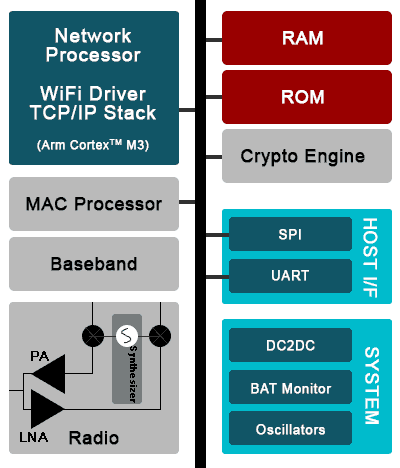 Network
Processor
WiFi Driver
TCP/IP Stack
(Arm Cortex™ M3)
MAC Processor
Baseband
PA
LNA
Synthesizer
Radio
RAM
ROM
Crypto Engine
SPI
UART
HOST I/F
DC2DC
BAT Monitor
Oscillators
SYSTEM